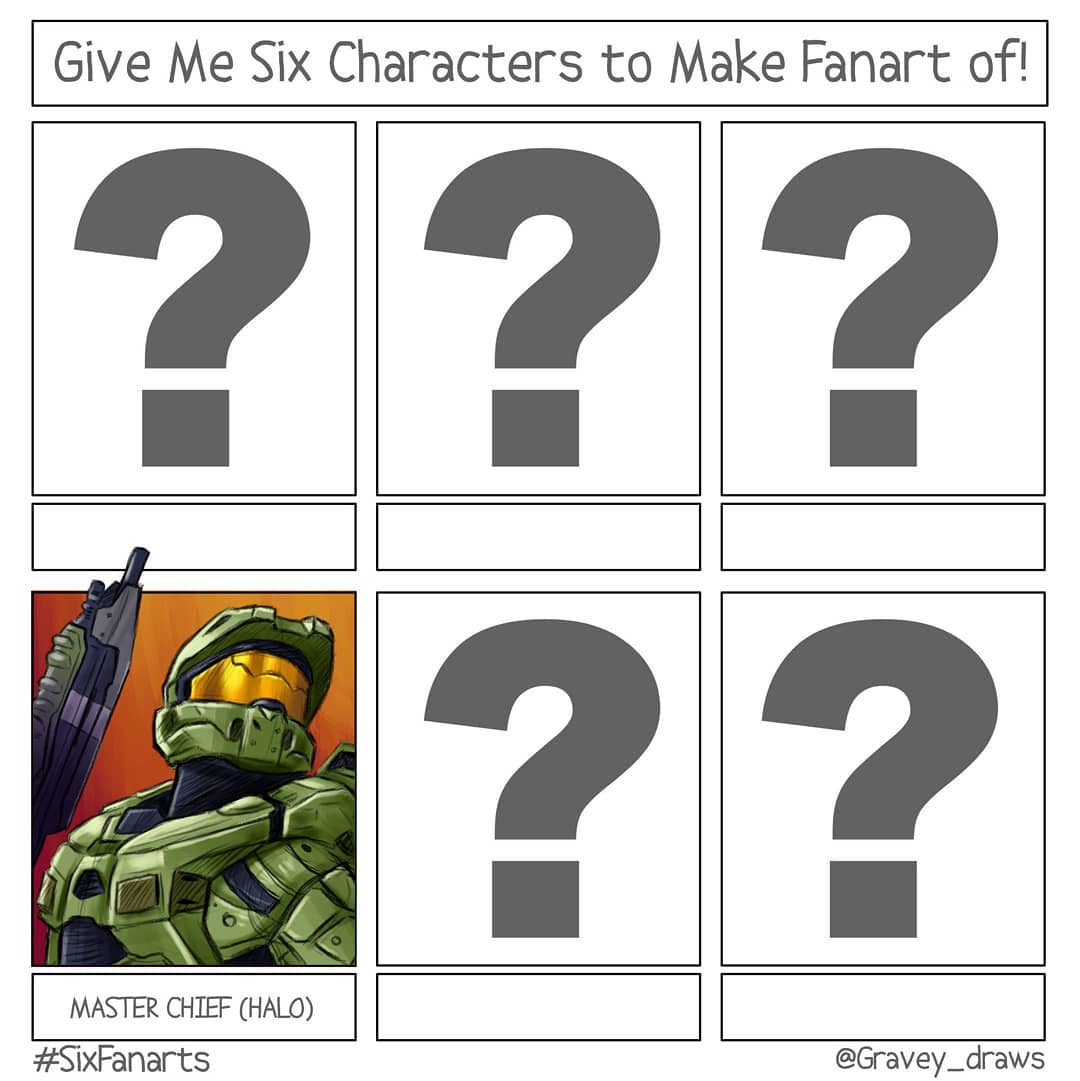 Give Me Six Characters to Make Fanart of!
?
?
?
?
?
MASTER CHIEF (HALO)
#SixFanarts
@Gravey_draws